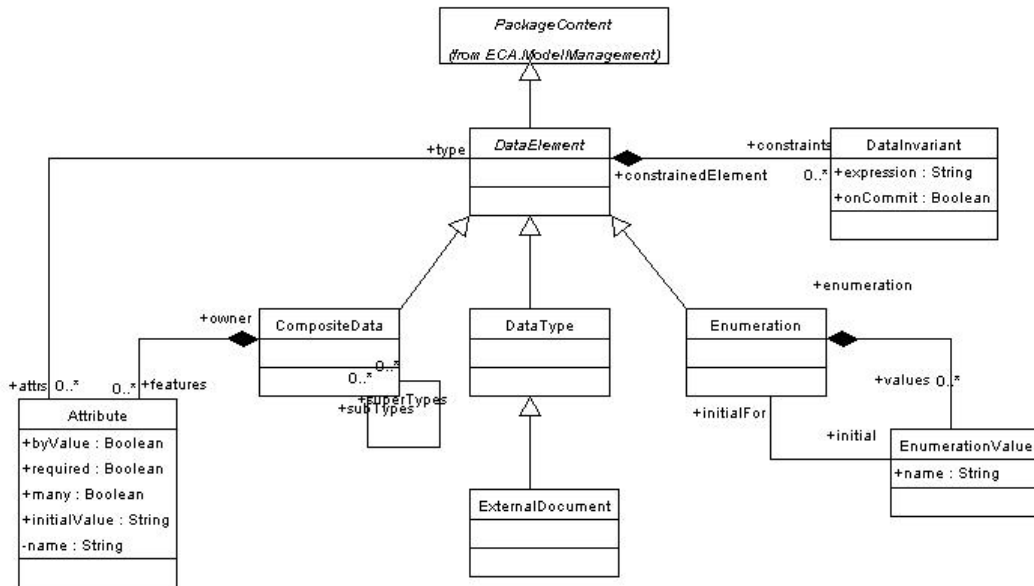 PackageContent
(from ECA.ModelManagement)
+type
DataElement
+constraints
DataInvariant
+constrainedElement
0..*
+expression : String
+onCommit : Boolean
+enumeration
+owner
CompositeData
DataType
Enumeration
0..*
0..*
+superTypes
+subTypes
+attrs
0..*
0..*
+features
+values
0..*
Attribute
+initialFor
+byValue : Boolean
+required : Boolean
+many : Boolean
+initialValue : String
-name : String
+initial
EnumerationValue
+name : String
ExternalDocument